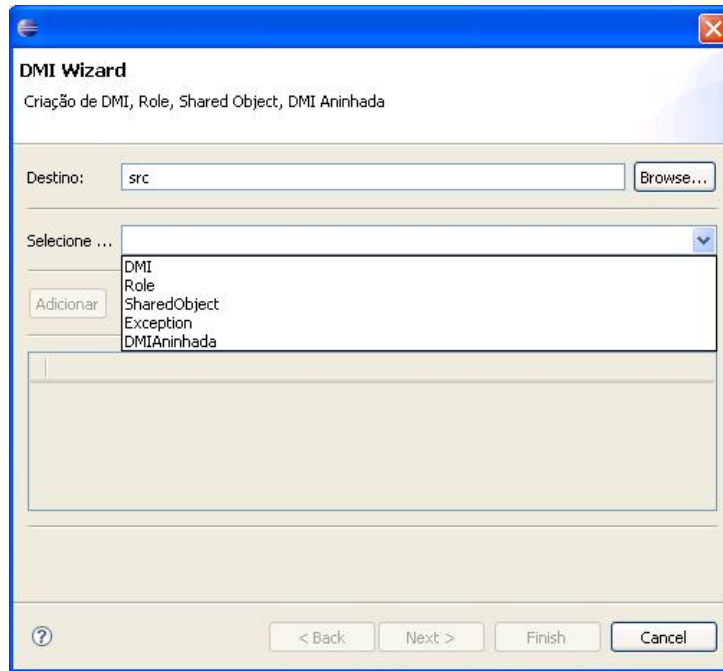 DMI Wizard
Criação de DMI, Role, Shared Object, DMI Aninhada
Destino: src Browse...
Selecione ...
DMI
Role
Adicionar SharedObject
Exception
DMIAninhada
? < Back Next > Finish Cancel